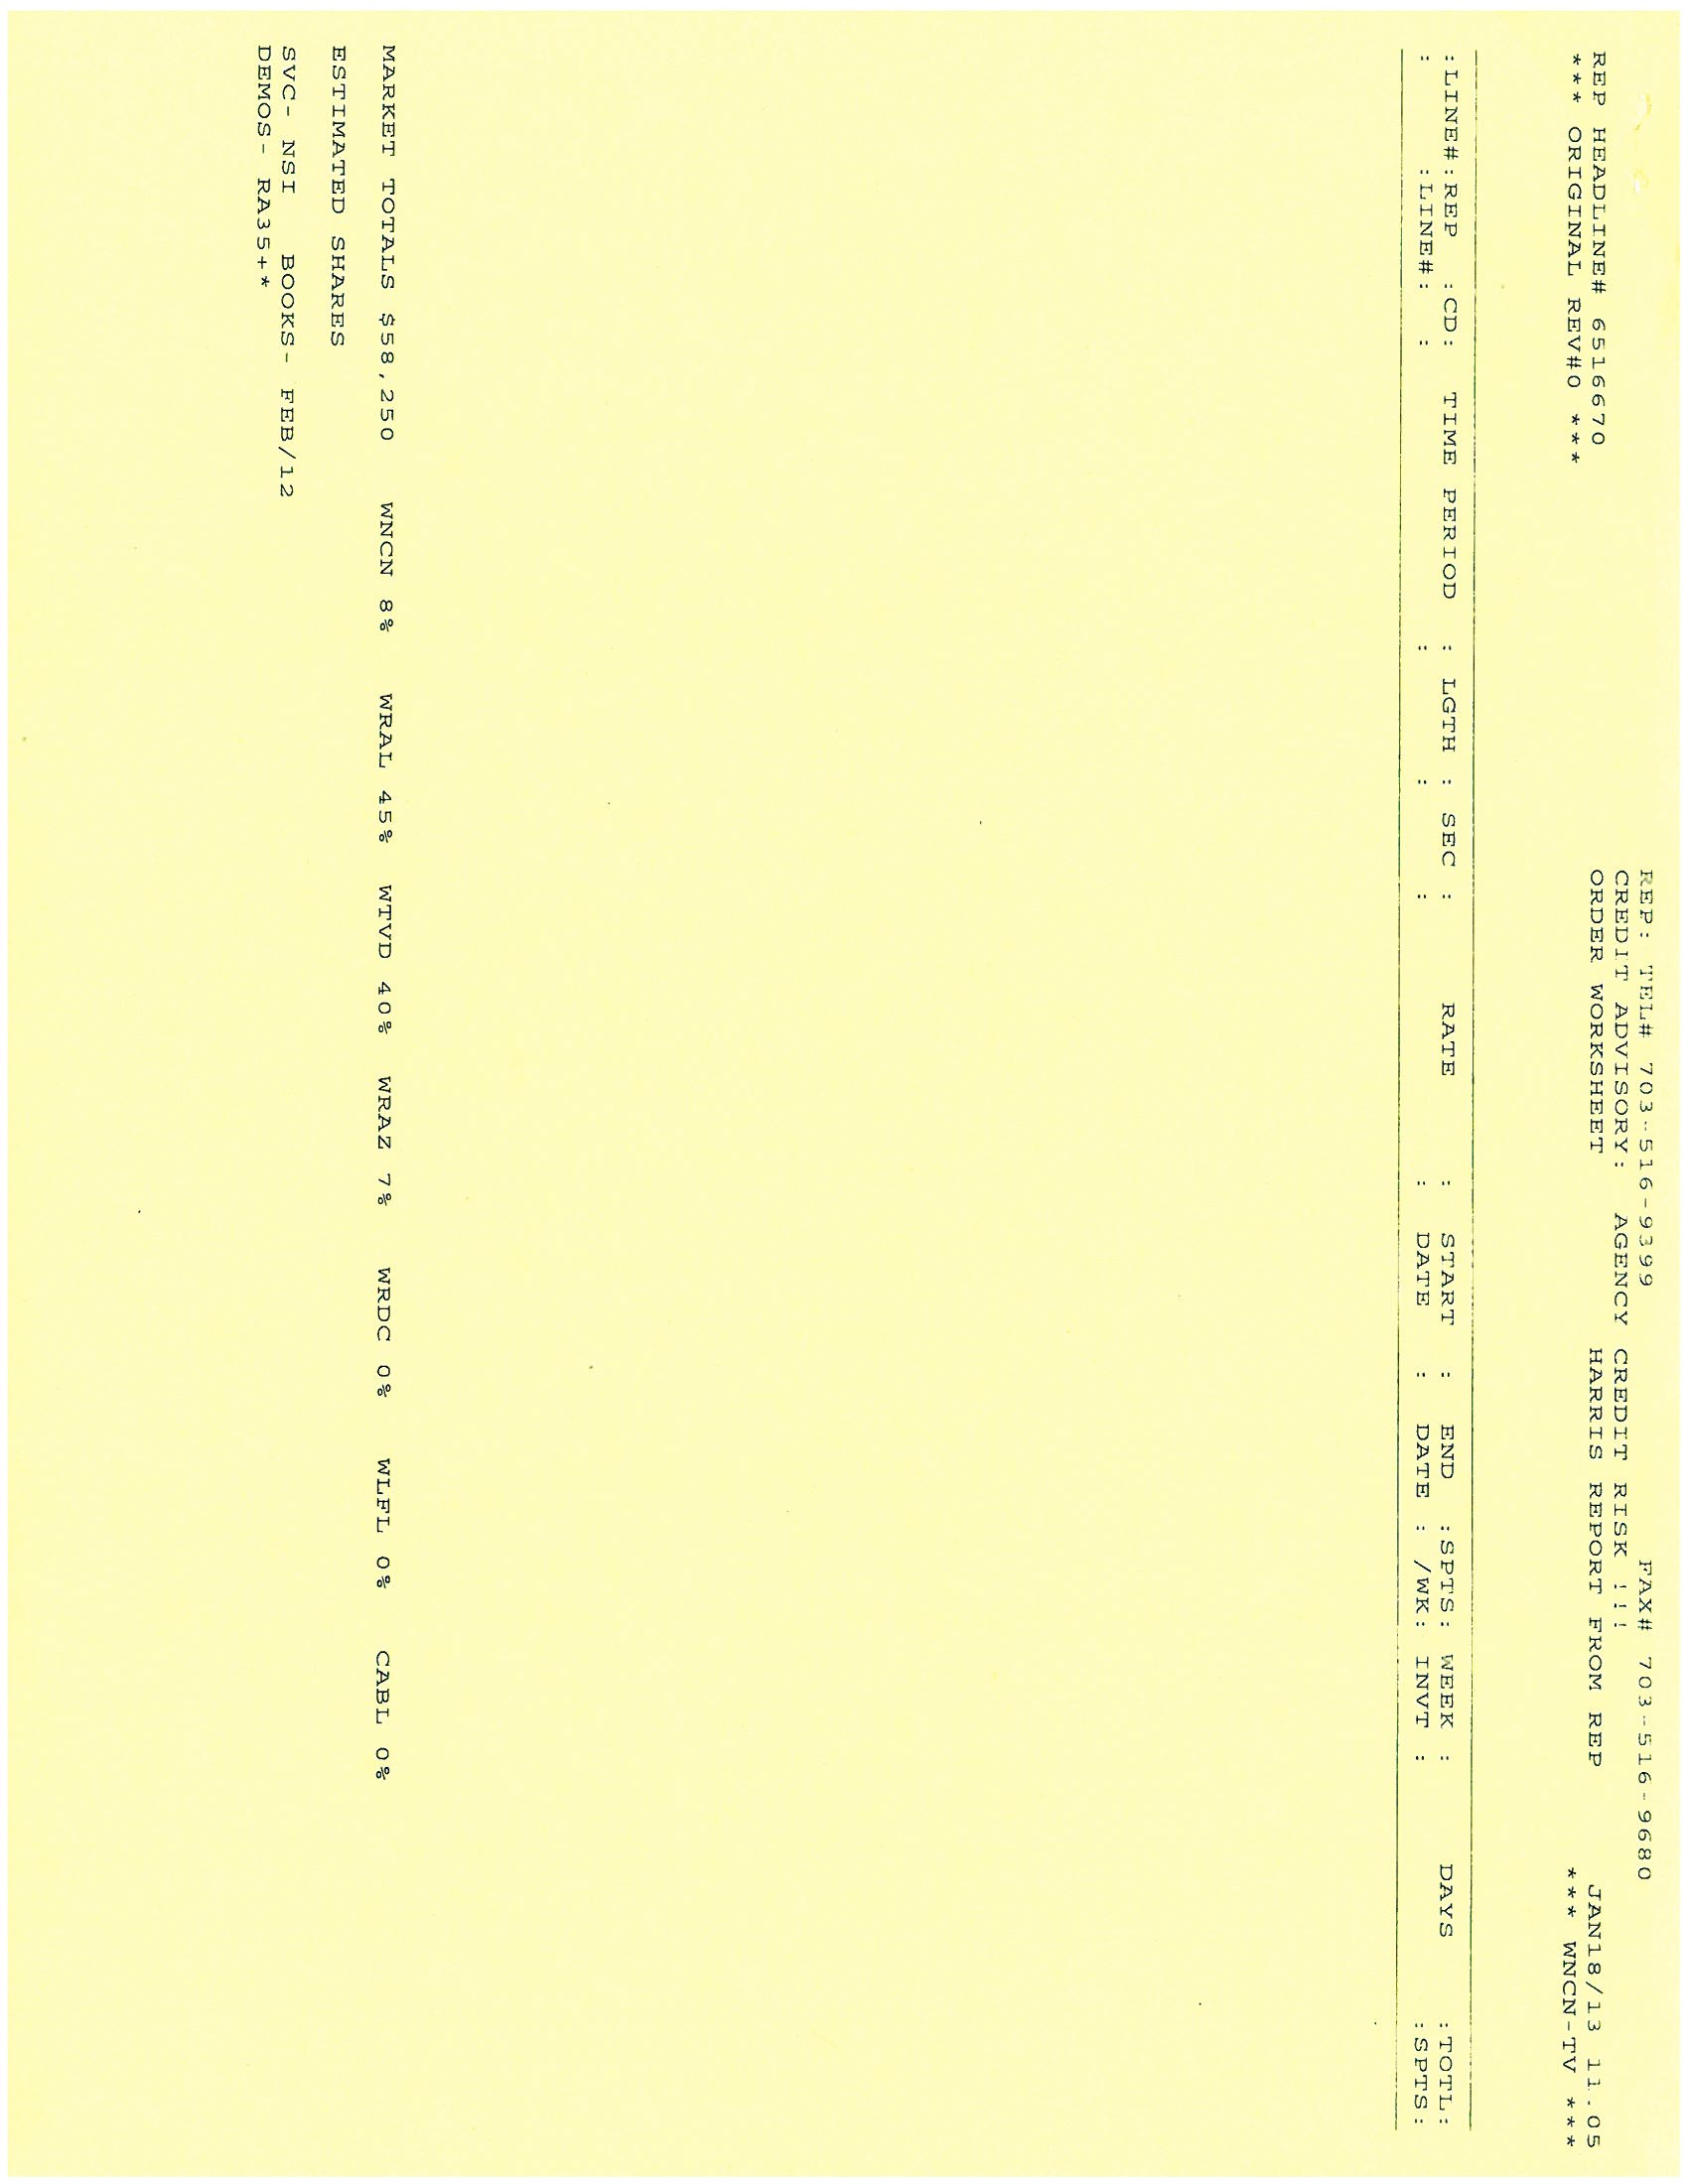 REP: TEL# 703-516-9399 FAX# 703-516-9680
CREDIT ADVISORY: AGENCY CREDIT RISK !!!
REP HEADLINE# 6516670 ORDER WORKSHEET HARRIS REPORT FROM REP JAN18/13 11.05
*** ORIGINAL REV#0 *** *** WNCN-TV ***
:LINE#:REP :CD: TIME PERIOD : LGTH : SEC : RATE : START : END :SPTS: WEEK : DAYS :TOTL:
: :LINE#: : : : : : DATE : DATE : /WK: INVT : :SPTS:
MARKET TOTALS $58,250 WNCN 8% WRAL 45% WTVD 40% WRAZ 7% WRDC 0% WLFL 0% CABL 0%
ESTIMATED SHARES
SVC- NSI BOOKS- FEB/12
DEMOS- RA35+*